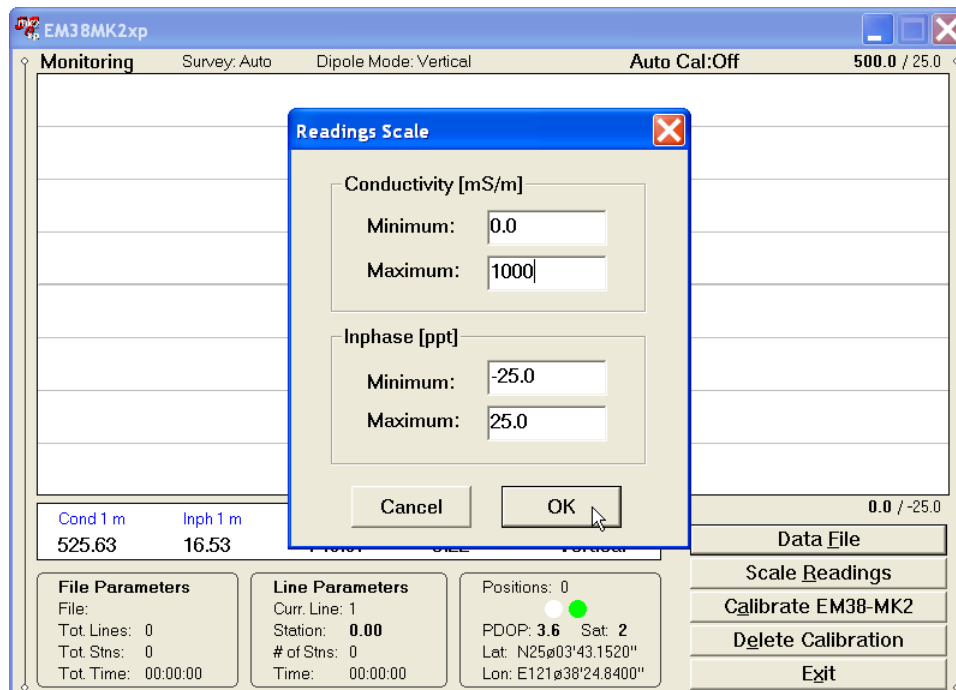 EM38MK2xp
Monitoring Survey: Auto Dipole Mode: Vertical Auto Cal:Off 500.0 / 25.0
Readings Scale
Conductivity [mS/m]
Minimum: 0.0
Maximum: 1000
Inphase [ppt]
Minimum: -25.0
Maximum: 25.0
Cancel OK
0.0 / -25.0
Cond 1 m Inph 1 m
525.63 16.53
Data File
Scale Readings
Calibrate EM38-MK2
Delete Calibration
Exit
File Parameters
File:
Tot. Lines: 0
Tot. Stns: 0
Tot. Time: 00:00:00
Line Parameters
Curr. Line: 1
Station: 0.00
# of Stns: 0
Time: 00:00:00
Positions: 0
PDOP: 3.6 Sat: 2
Lat: N25ø03'43.1520"
Lon: E121ø38'24.8400"